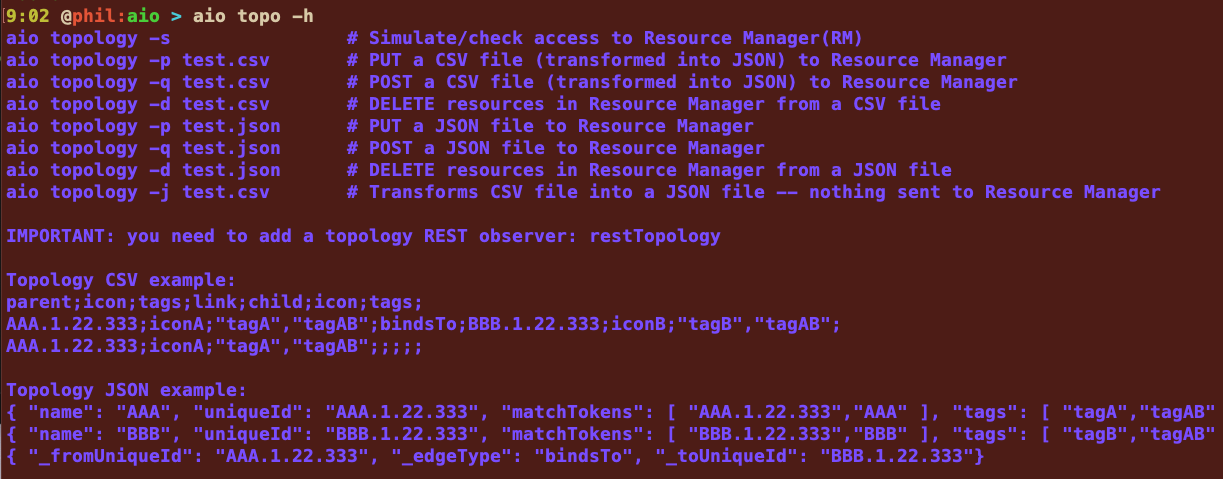 9:02 @phil:aio > aio topo -h
aio topology -s # Simulate/check access to Resource Manager(RM)
aio topology -p test.csv # PUT a CSV file (transformed into JSON) to Resource Manager
aio topology -q test.csv # POST a CSV file (transformed into JSON) to Resource Manager
aio topology -d test.csv # DELETE resources in Resource Manager from a CSV file
aio topology -p test.json # PUT a JSON file to Resource Manager
aio topology -q test.json # POST a JSON file to Resource Manager
aio topology -d test.json # DELETE resources in Resource Manager from a JSON file
aio topology -j test.csv # Transforms CSV file into a JSON file -- nothing sent to Resource Manager
IMPORTANT: you need to add a topology REST observer: restTopology
Topology CSV example:
parent;icon;tags;link;child;icon;tags;
AAA.1.22.333;iconA;"tagA","tagAB";bindsTo;BBB.1.22.333;iconB;"tagB","tagAB";
AAA.1.22.333;iconA;"tagA","tagAB";;;;;
Topology JSON example:
{ "name": "AAA", "uniqueId": "AAA.1.22.333", "matchTokens": [ "AAA.1.22.333","AAA" ], "tags": [ "tagA","tagAB"
{ "name": "BBB", "uniqueId": "BBB.1.22.333", "matchTokens": [ "BBB.1.22.333","BBB" ], "tags": [ "tagB","tagAB"
{ "_fromUniqueId": "AAA.1.22.333", "_edgeType": "bindsTo", "_toUniqueId": "BBB.1.22.333"}